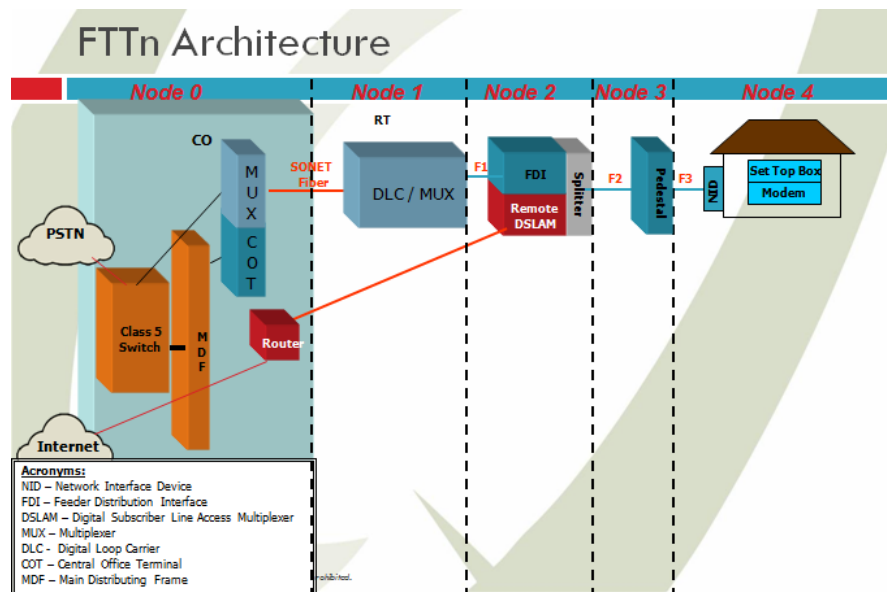 FTTn Architecture
Node 0
Node 1
Node 2
Node 3
Node 4
CO
RT
MUX
COT
SONET
Fiber
DLC / MUX
F1
FDI
Remote
DSLAM
Splitter
F2
Pedestal
F3
NID
Set Top Box
Modem
PSTN
Class 5
Switch
MDF
Router
Internet
Acronyms:
NID – Network Interface Device
FDI – Feeder Distribution Interface
DSLAM – Digital Subscriber Line Access Multiplexer
MUX – Multiplexer
DLC - Digital Loop Carrier
COT – Central Office Terminal
MDF – Main Distributing Frame